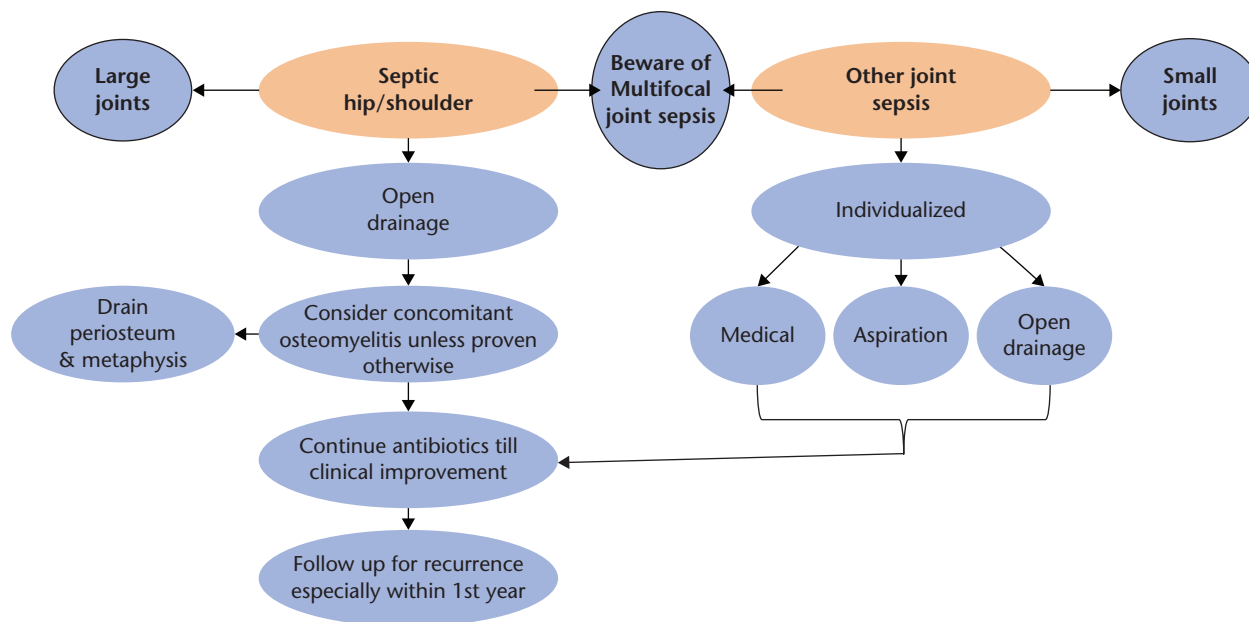 Large
joints
Septic
hip/shoulder
Beware of
Multifocal
joint sepsis
Other joint
sepsis
Small
joints
Open
drainage
Individualized
Drain
periosteum
& metaphysis
Consider concomitant
osteomyelitis unless proven
otherwise
Medical
Aspiration
Open
drainage
Continue antibiotics till
clinical improvement
Follow up for recurrence
especially within 1st year